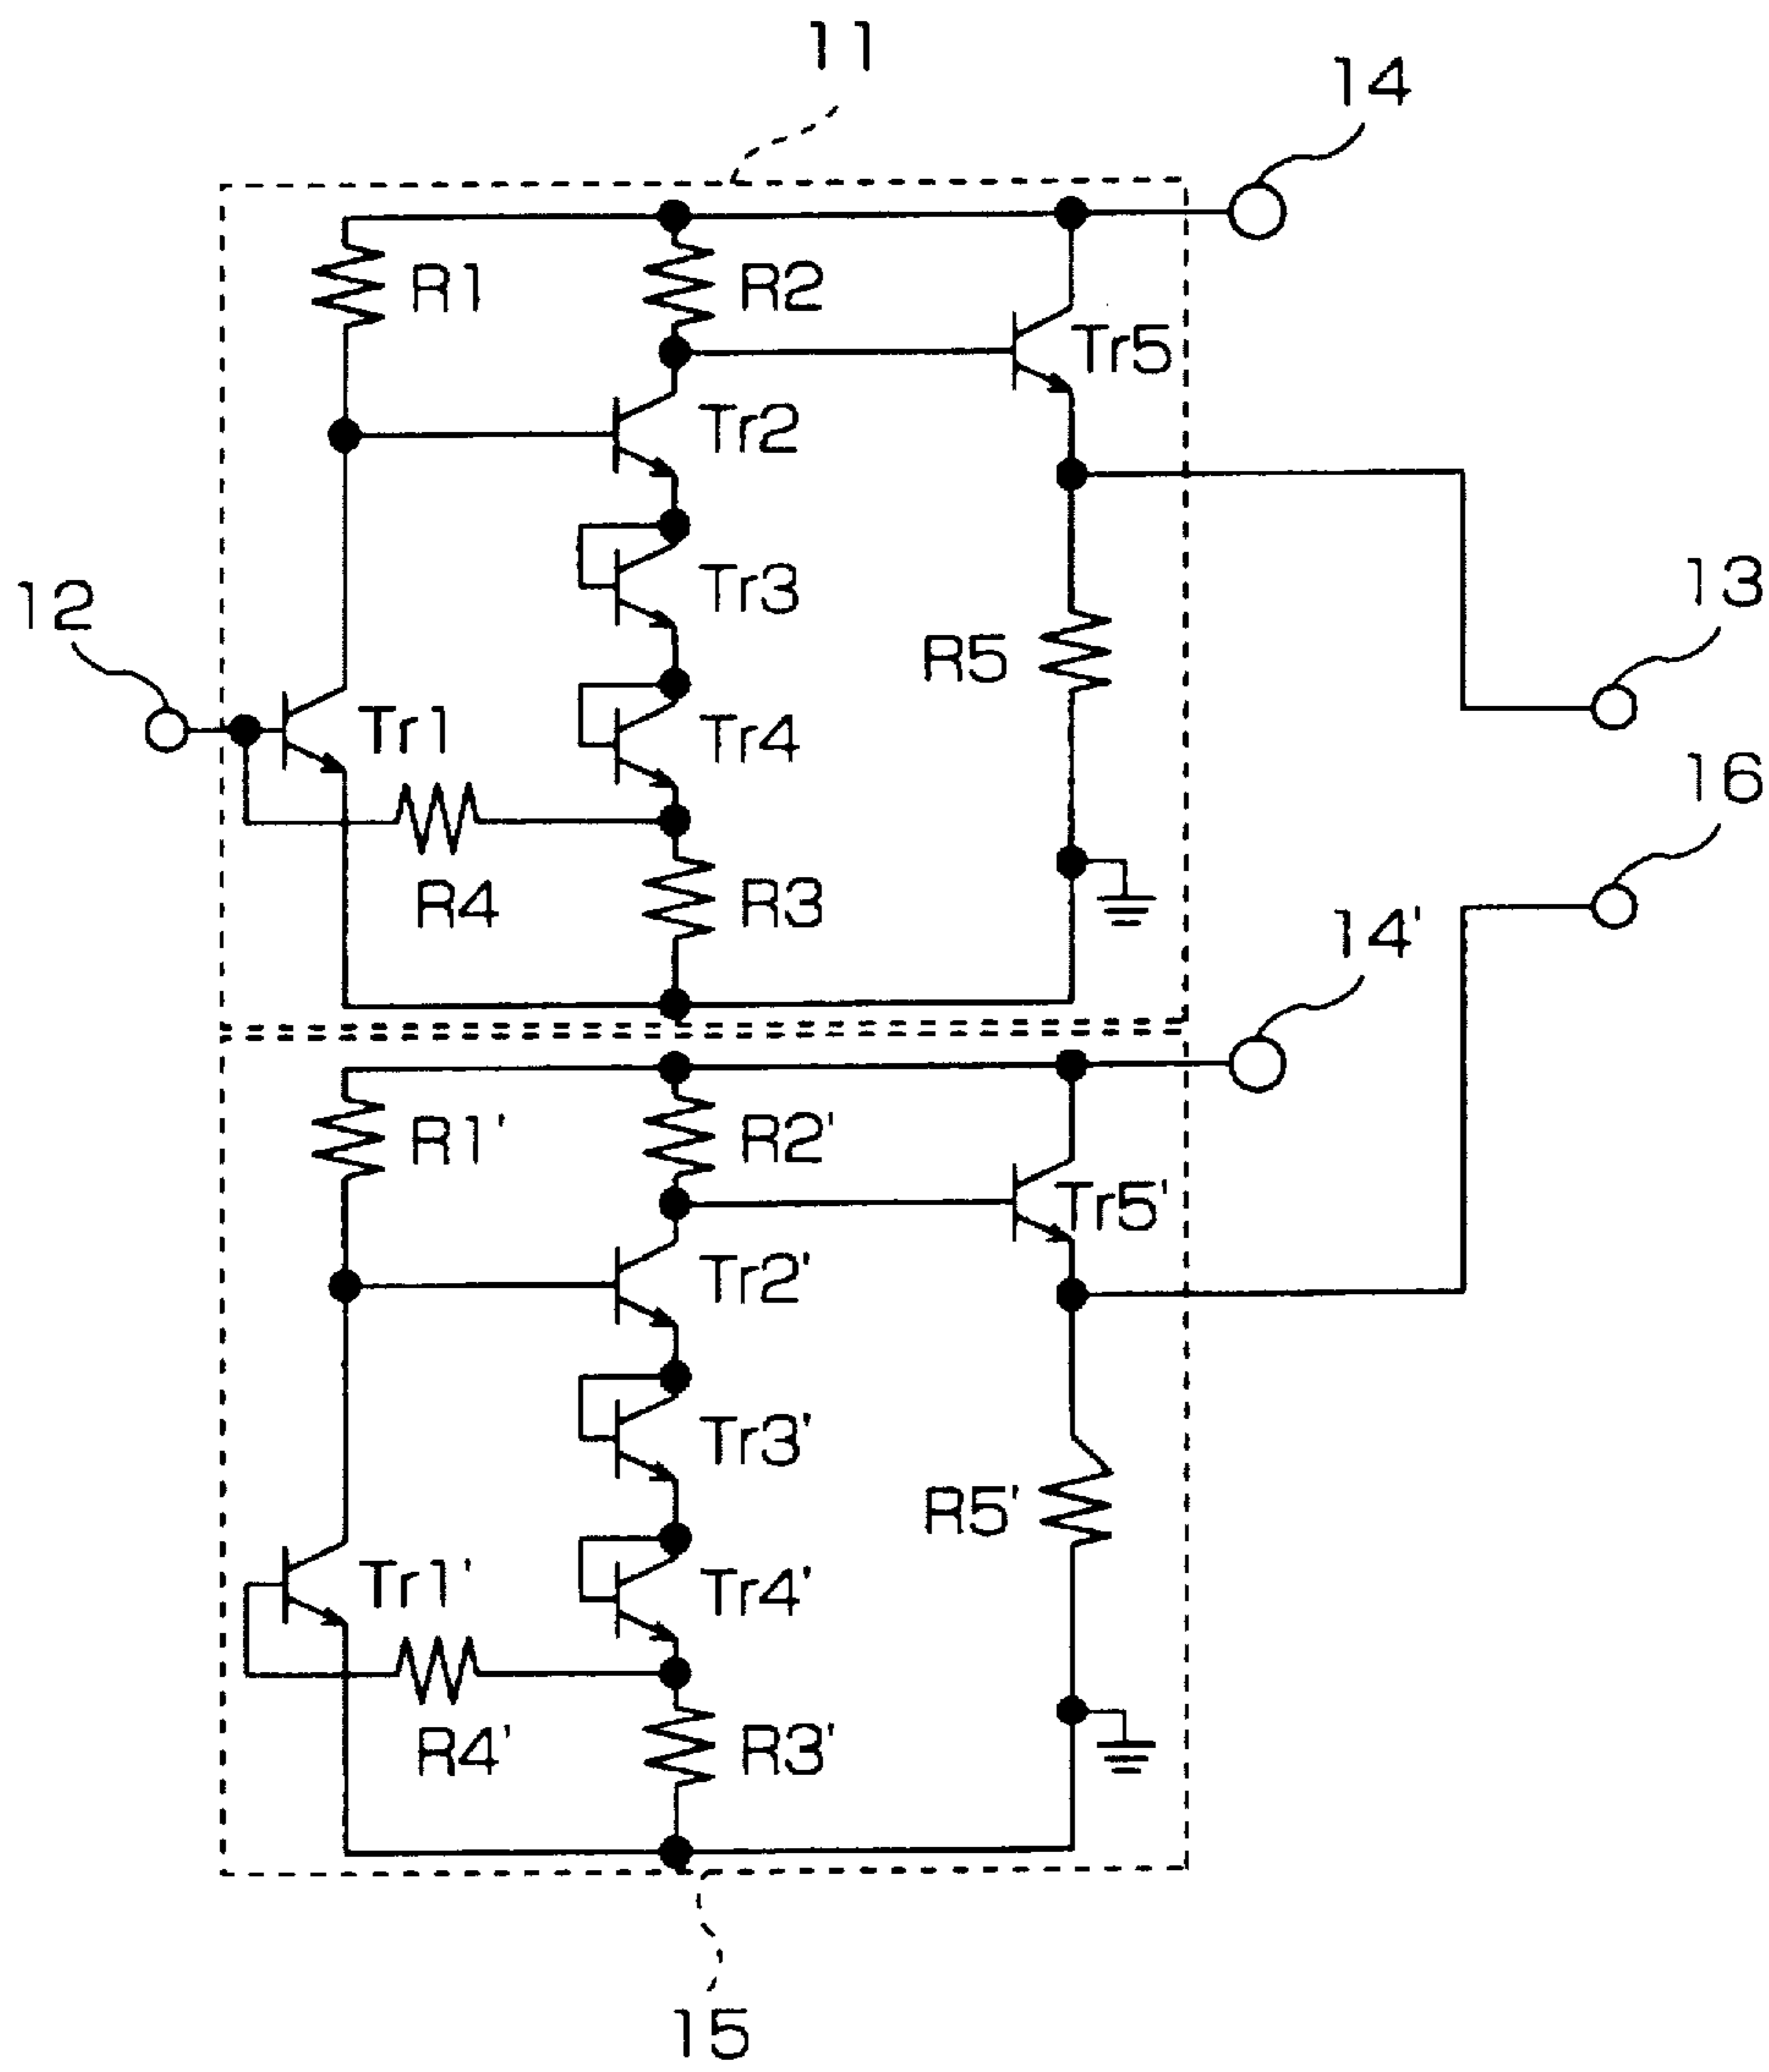 11
14
R1
R2
Tr5
Tr2
Tr3
12
13
R5
Tr1
Tr4
16
R4
R3
14'
R1'
R2'
Tr5'
Tr2'
Tr3'
R5'
Tr1'
Tr4'
R4'
R3'
15